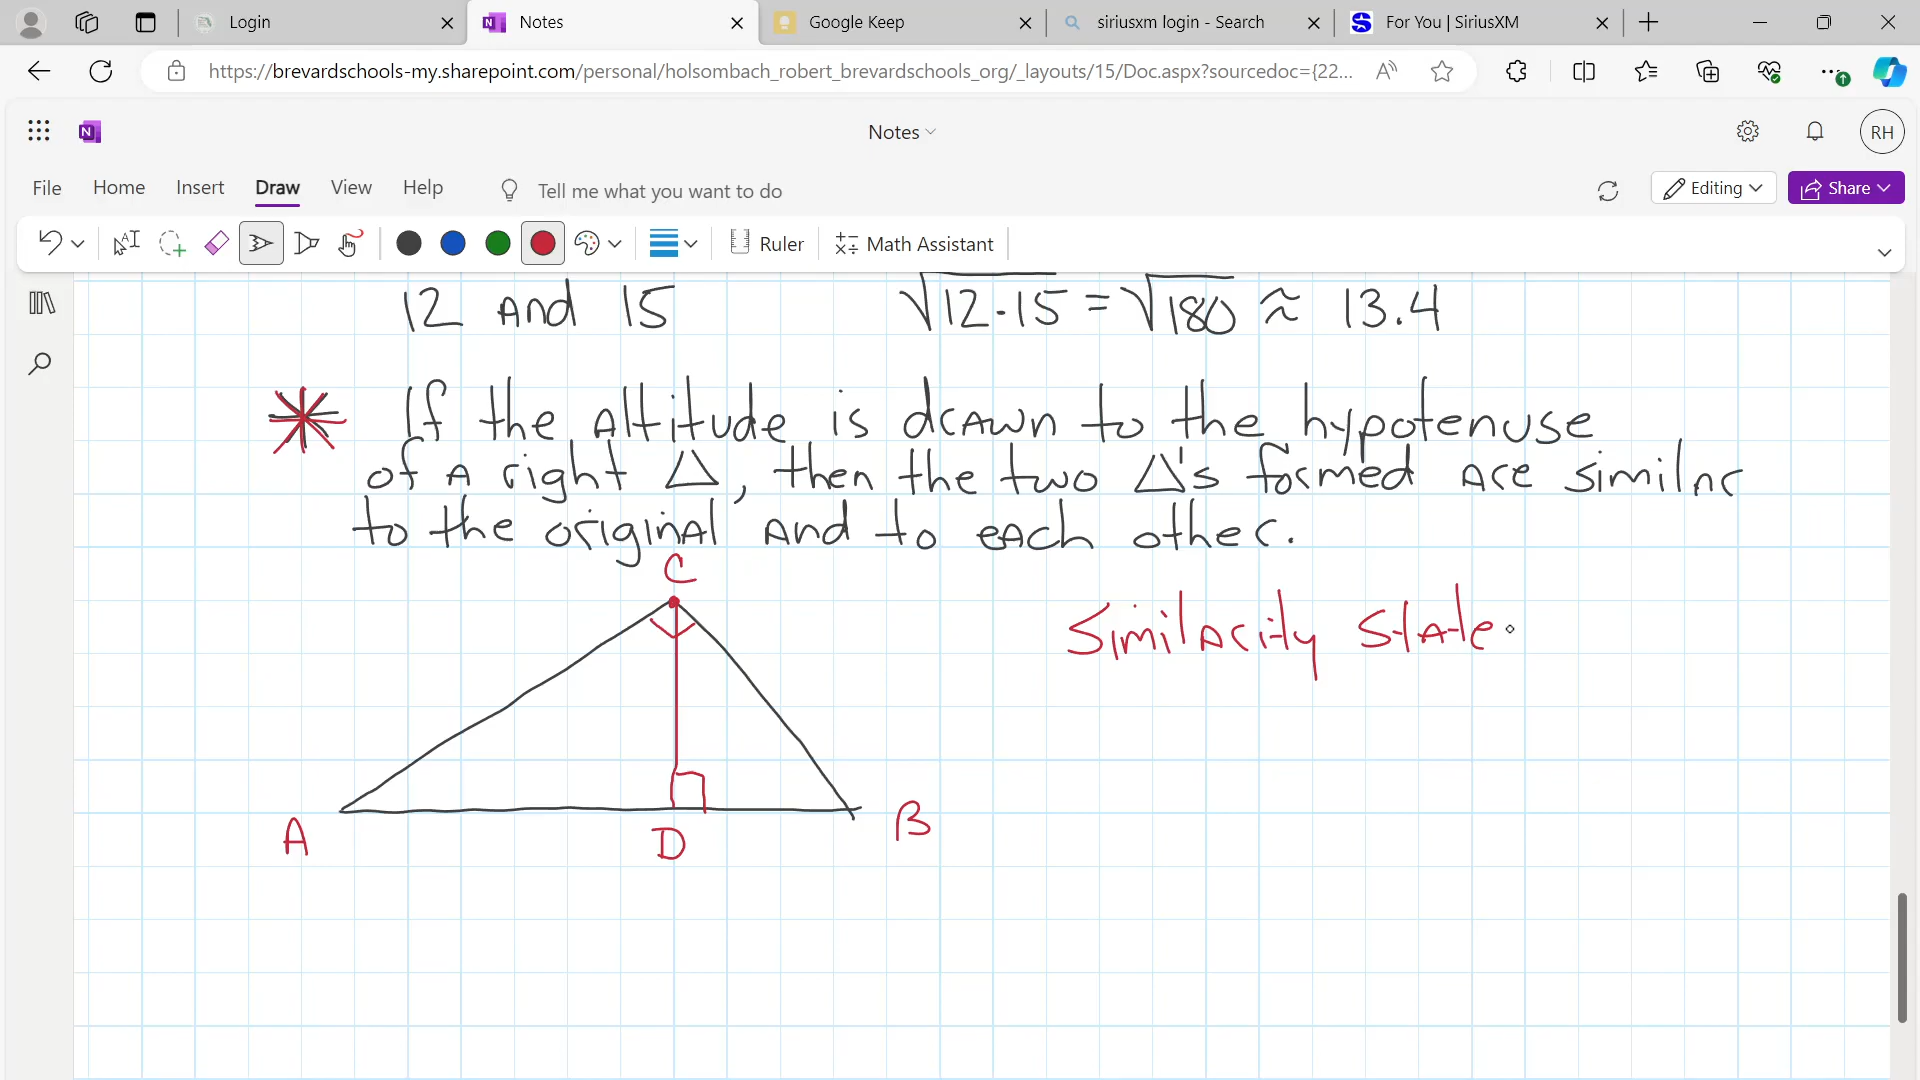 Login
Notes
Google Keep
siriusxm login - Search
For You | SiriusXM
https://brevardschools-my.sharepoint.com/personal/holsombach_robert_brevardschools_org/_layouts/15/Doc.aspx?sourcedoc={22...
Notes
RH
File Home Insert Draw View Help Tell me what you want to do
Editing Share
Ruler Math Assistant
12 and 15 √12·15 = √180 ≈ 13.4
* If the altitude is drawn to the hypotenuse
of a right △, then the two △'s formed are similar
to the original and to each other.
C
Similarity State
A D B